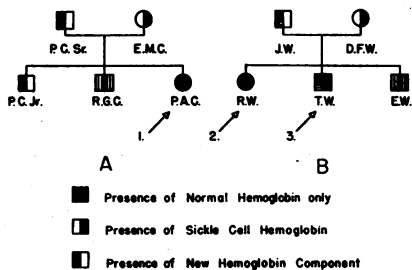 P. C. Sr. E. M. C. J. W. D. F. W.
P. C. Jr. R. G. C. P. A. C. R. W. T. W. E. W.
1. 2. 3.
A B
Presence of Normal Hemoglobin only
Presence of Sickle Cell Hemoglobin
Presence of New Hemoglobin Component